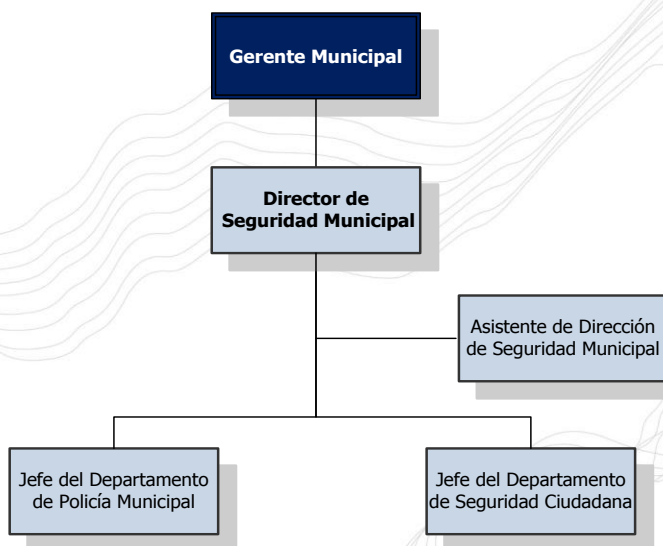 Gerente Municipal
Director de
Seguridad Municipal
Asistente de Dirección
de Seguridad Municipal
Jefe del Departamento
de Policía Municipal
Jefe del Departamento
de Seguridad Ciudadana